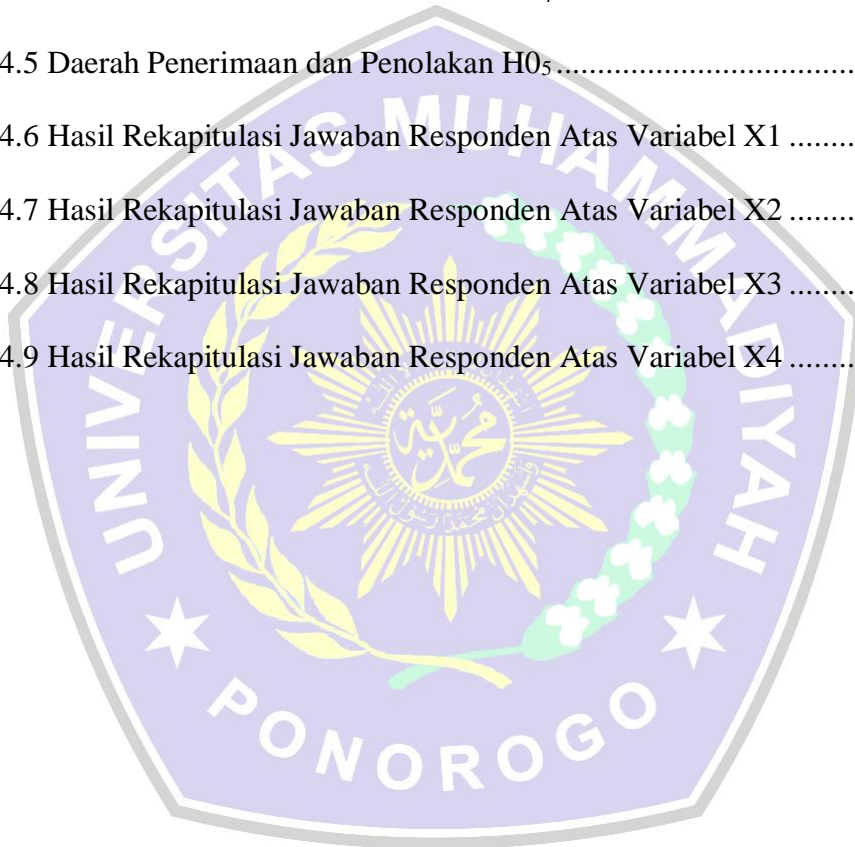 4.5 Daerah Penerimaan dan Penolakan H0₅ ..................................
4.6 Hasil Rekapitulasi Jawaban Responden Atas Variabel X1 ........
4.7 Hasil Rekapitulasi Jawaban Responden Atas Variabel X2 ........
4.8 Hasil Rekapitulasi Jawaban Responden Atas Variabel X3 ........
4.9 Hasil Rekapitulasi Jawaban Responden Atas Variabel X4 ........
UNIVERSITAS MUHAMMADIYAH
محمدية
PONOROGO